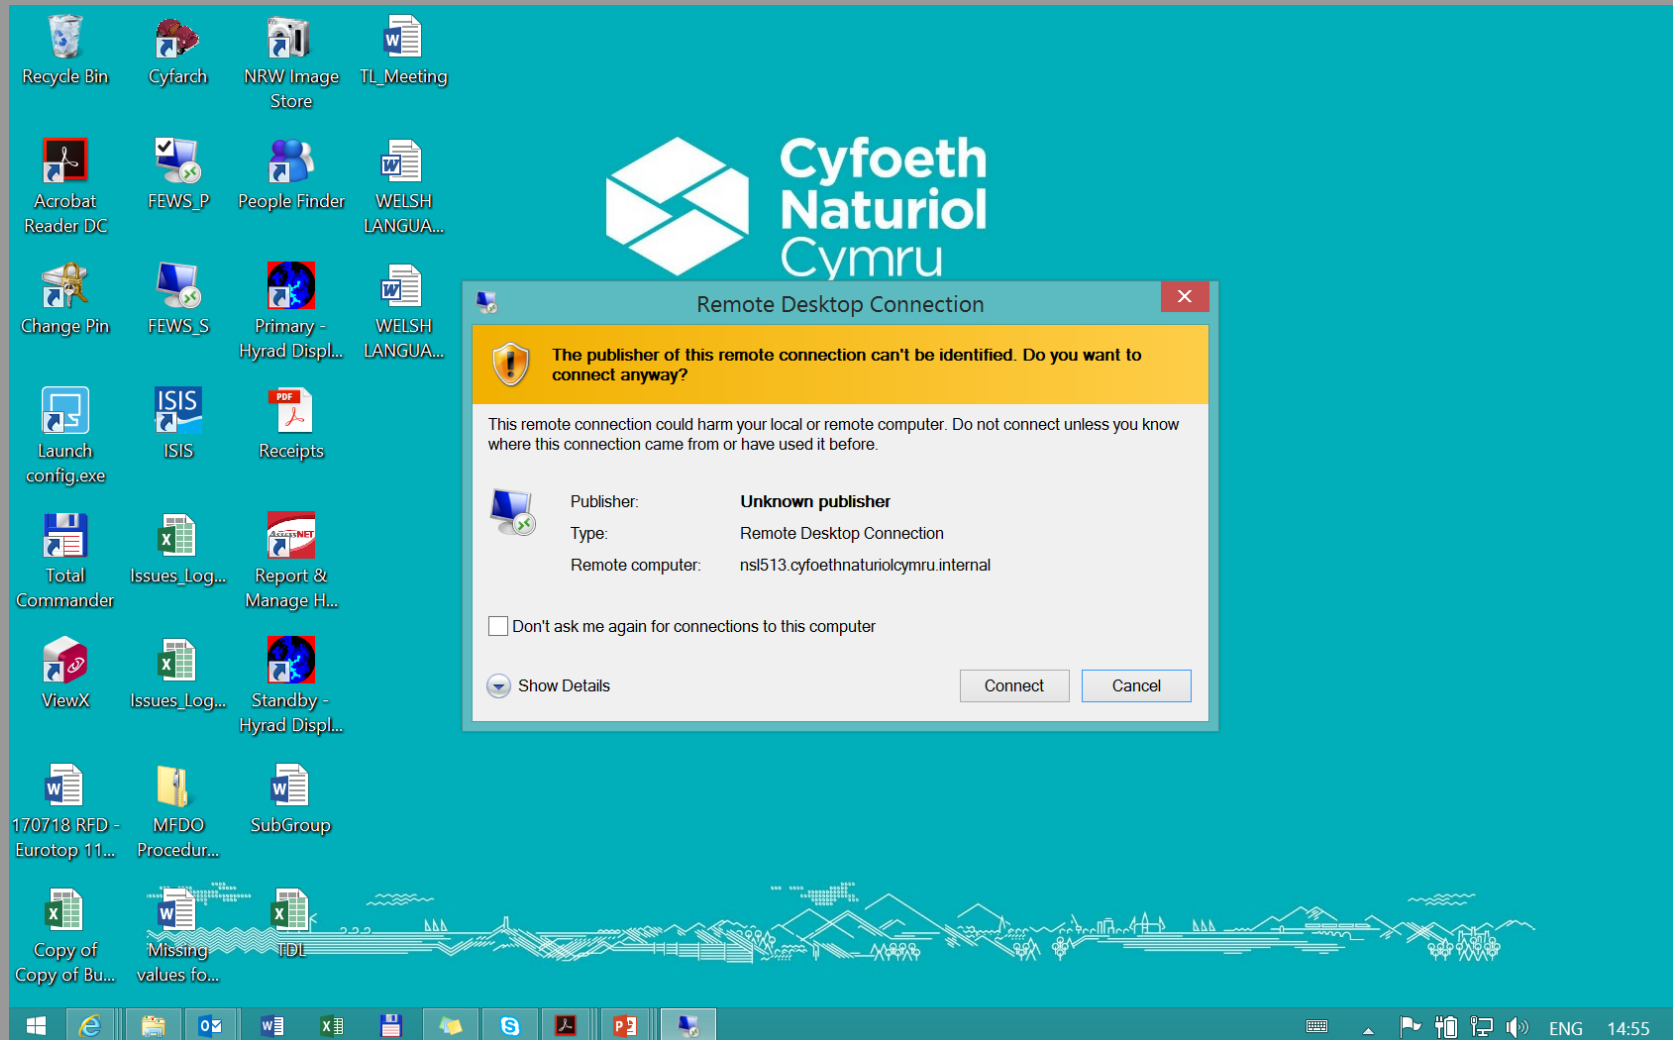 Recycle Bin
Cyfarch
NRW Image
Store
TL_Meeting
Acrobat
Reader DC
FEWS_P
People Finder
WELSH
LANGUA...
Change Pin
FEWS_S
Primary -
Hyrad Displ...
WELSH
LANGUA...
Launch
config.exe
ISIS
ISIS
PDF
Receipts
Total
Commander
Issues_Log...
Report &
Manage H...
ViewX
Issues_Log...
Standby -
Hyrad Displ...
170718 RFD -
Eurotop 11...
MFDO
Procedur...
SubGroup
Copy of
Copy of Bu...
Missing
values fo...
TDL
Cyfoeth
Naturiol
Cymru
Remote Desktop Connection
The publisher of this remote connection can't be identified. Do you want to
connect anyway?
This remote connection could harm your local or remote computer. Do not connect unless you know
where this connection came from or have used it before.
Publisher: Unknown publisher
Type: Remote Desktop Connection
Remote computer: nsl513.cyfoethnaturiolcymru.internal
Don't ask me again for connections to this computer
Show Details
Connect
Cancel
ENG 14:55